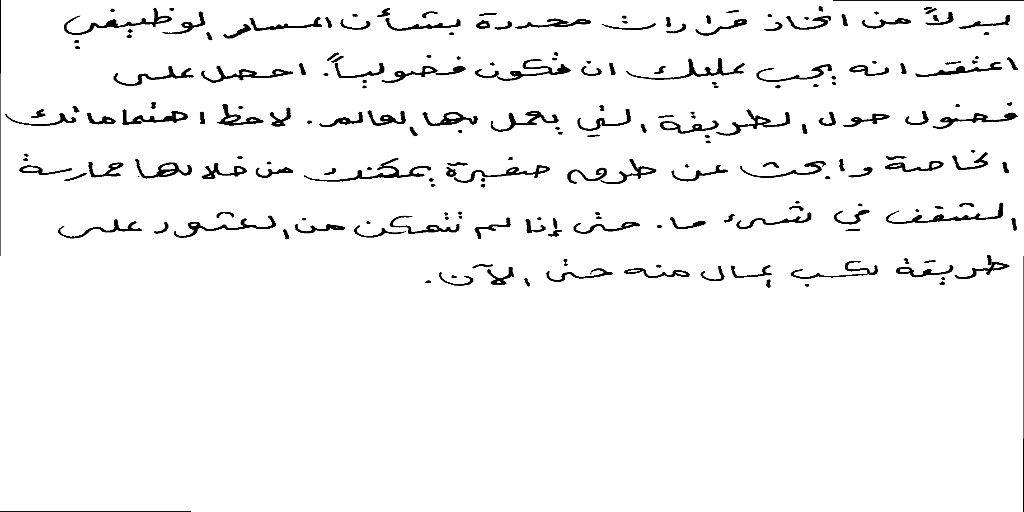 بدلاً من اتخاذ قرارات محددة بشأن المسار الوظيفي
اعتقد انه يجب عليك ان تكون فضولياً. احصل على
فضول حول الطريقة التي يعمل بها العالم. لاحظ اهتماماتك
الخاصة وابحث عن طرق صغيرة يمكنك من خلالها ممارسة
الشغف في شيء ما. حتى إذا لم تتمكن من العثور على
طريقة لكسب المال منه حتى الآن.